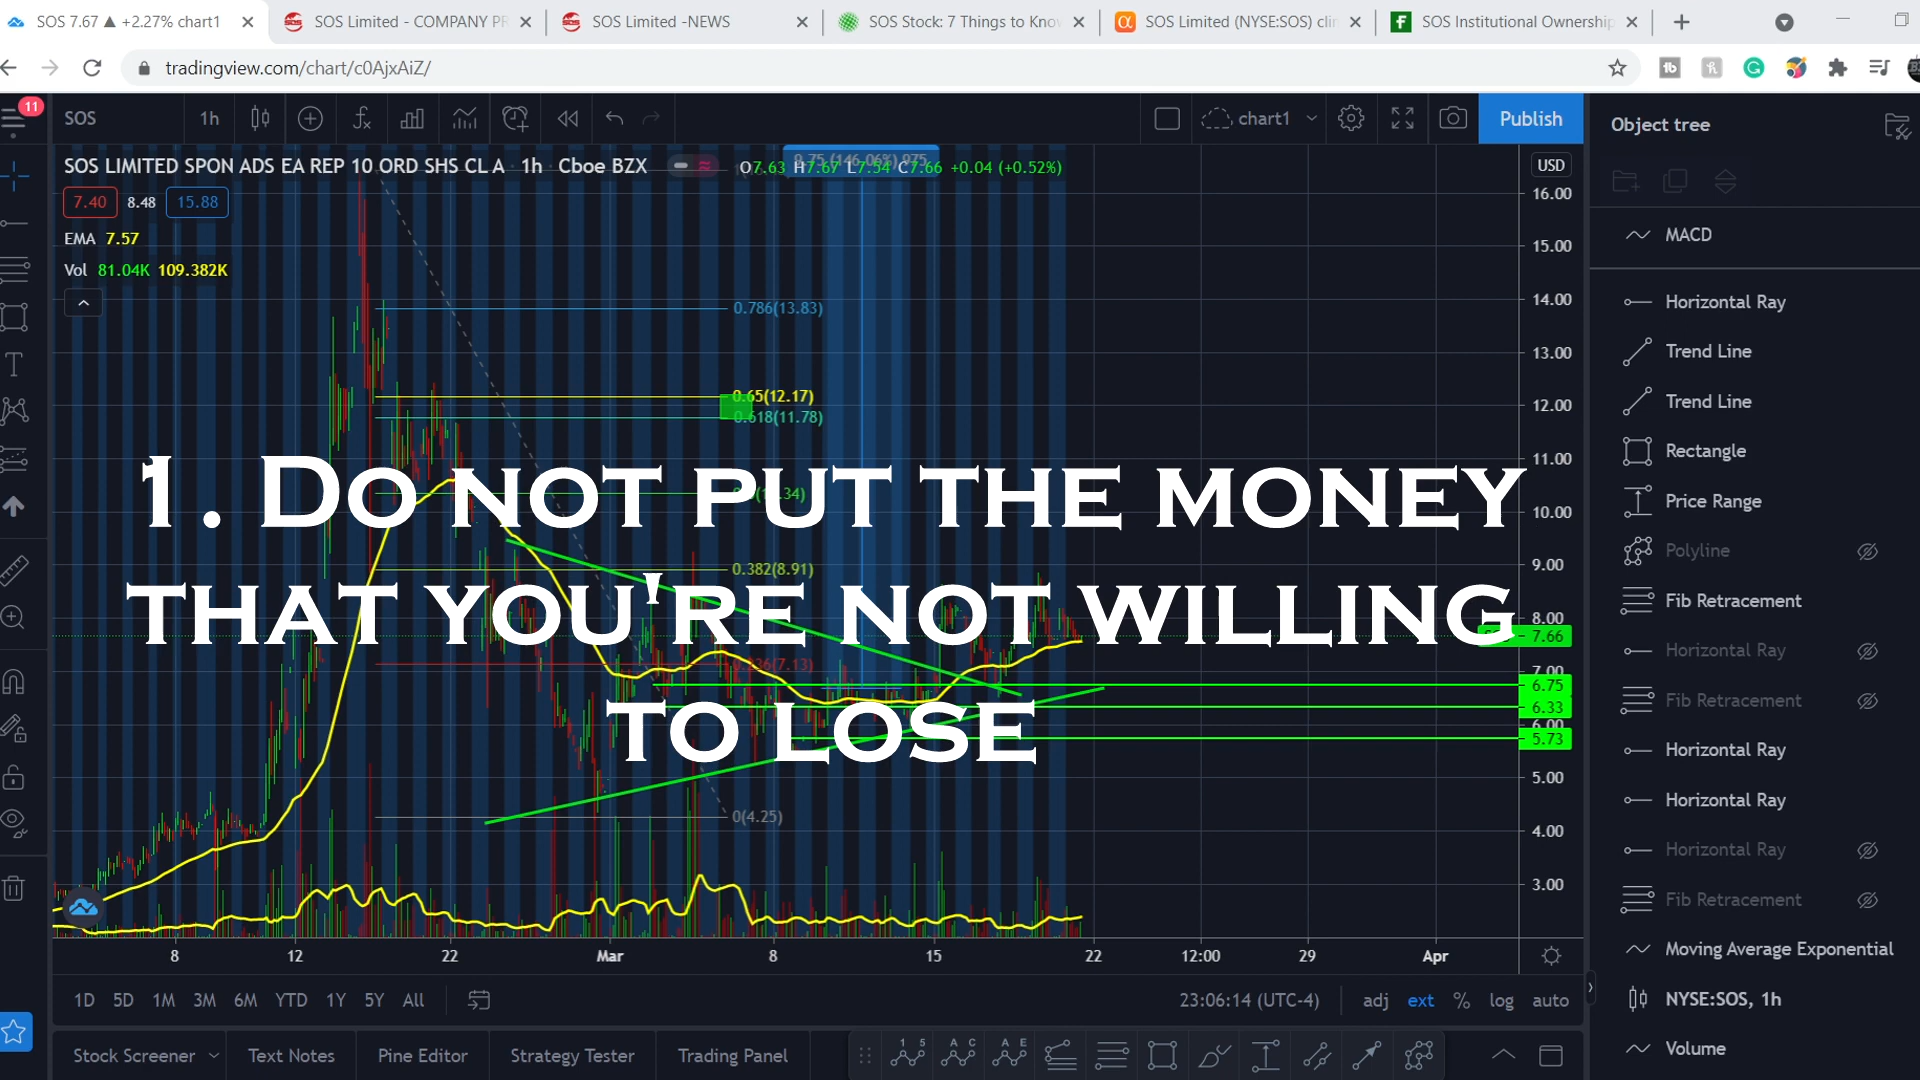 SOS 7.67 ▲ +2.27% chart1
SOS Limited - COMPANY PR
SOS Limited -NEWS
SOS Stock: 7 Things to Kno
SOS Limited (NYSE:SOS) cli
SOS Institutional Ownership
tradingview.com/chart/c0AjxAiZ/
11
SOS
1h
chart1
Publish
Object tree
SOS LIMITED SPON ADS EA REP 10 ORD SHS CL A · 1h · Cboe BZX
O7.63 H7.67 L7.54 C7.66 +0.04 (+0.52%)
7.40 8.48 15.88
EMA 7.57
Vol 81.04K 109.382K
USD
16.00
15.00
14.00
13.00
12.00
11.00
10.00
9.00
8.00
7.66
7.00
6.75
6.33
6.00
5.73
5.00
4.00
3.00
0.786(13.83)
0.65(12.17)
0.618(11.78)
0.382(8.91)
0.236(7.13)
0(4.25)
1. Do not put the money
that you're not willing
to lose
8 12 22 Mar 8 15 22 12:00 29 Apr
1D 5D 1M 3M 6M YTD 1Y 5Y All
23:06:14 (UTC-4) adj ext % log auto
Stock Screener Text Notes Pine Editor Strategy Tester Trading Panel
1 5
A C
A E
MACD
Horizontal Ray
Trend Line
Trend Line
Rectangle
Price Range
Polyline
Fib Retracement
Horizontal Ray
Fib Retracement
Horizontal Ray
Horizontal Ray
Horizontal Ray
Fib Retracement
Moving Average Exponential
NYSE:SOS, 1h
Volume